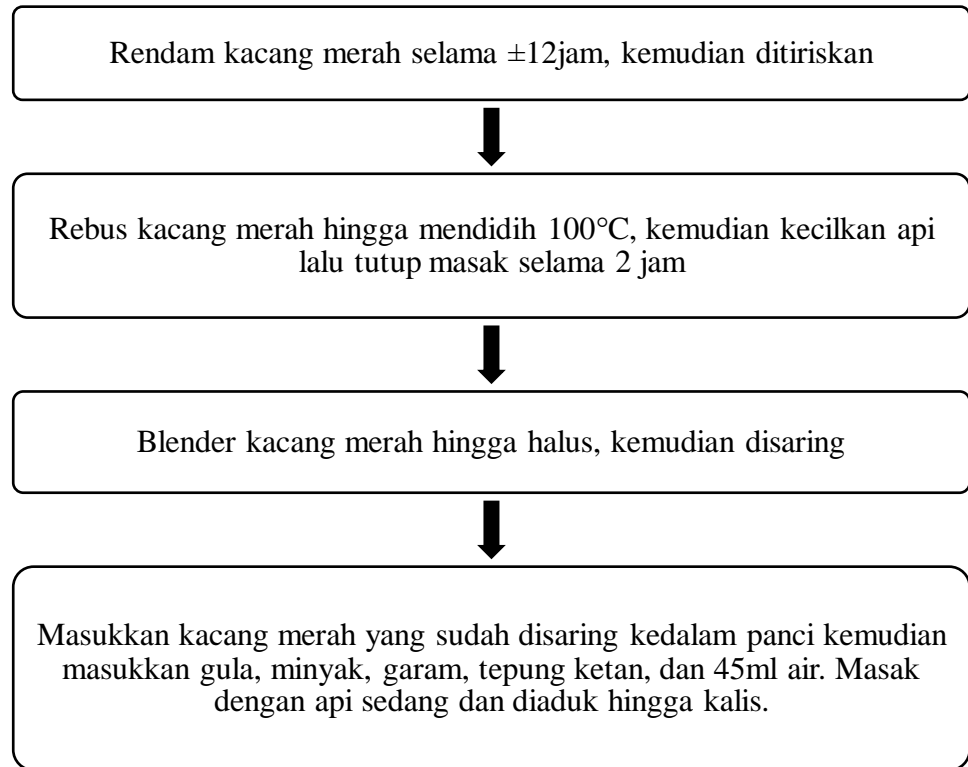 Rendam kacang merah selama ±12jam, kemudian ditiriskan
Rebus kacang merah hingga mendidih 100°C, kemudian kecilkan api
lalu tutup masak selama 2 jam
Blender kacang merah hingga halus, kemudian disaring
Masukkan kacang merah yang sudah disaring kedalam panci kemudian
masukkan gula, minyak, garam, tepung ketan, dan 45ml air. Masak
dengan api sedang dan diaduk hingga kalis.